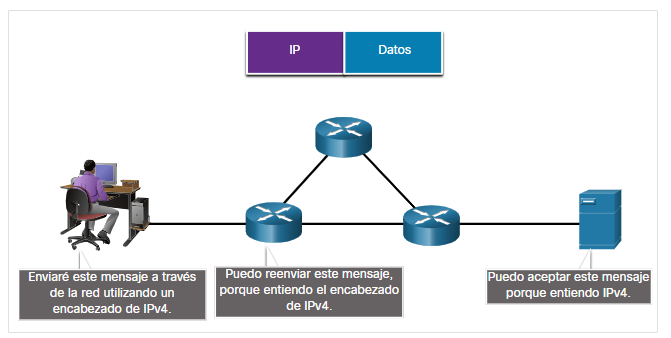 IP
Datos
Enviaré este mensaje a través
de la red utilizando un
encabezado de IPv4.
Puedo reenviar este mensaje,
porque entiendo el encabezado
de IPv4.
Puedo aceptar este mensaje
porque entiendo IPv4.